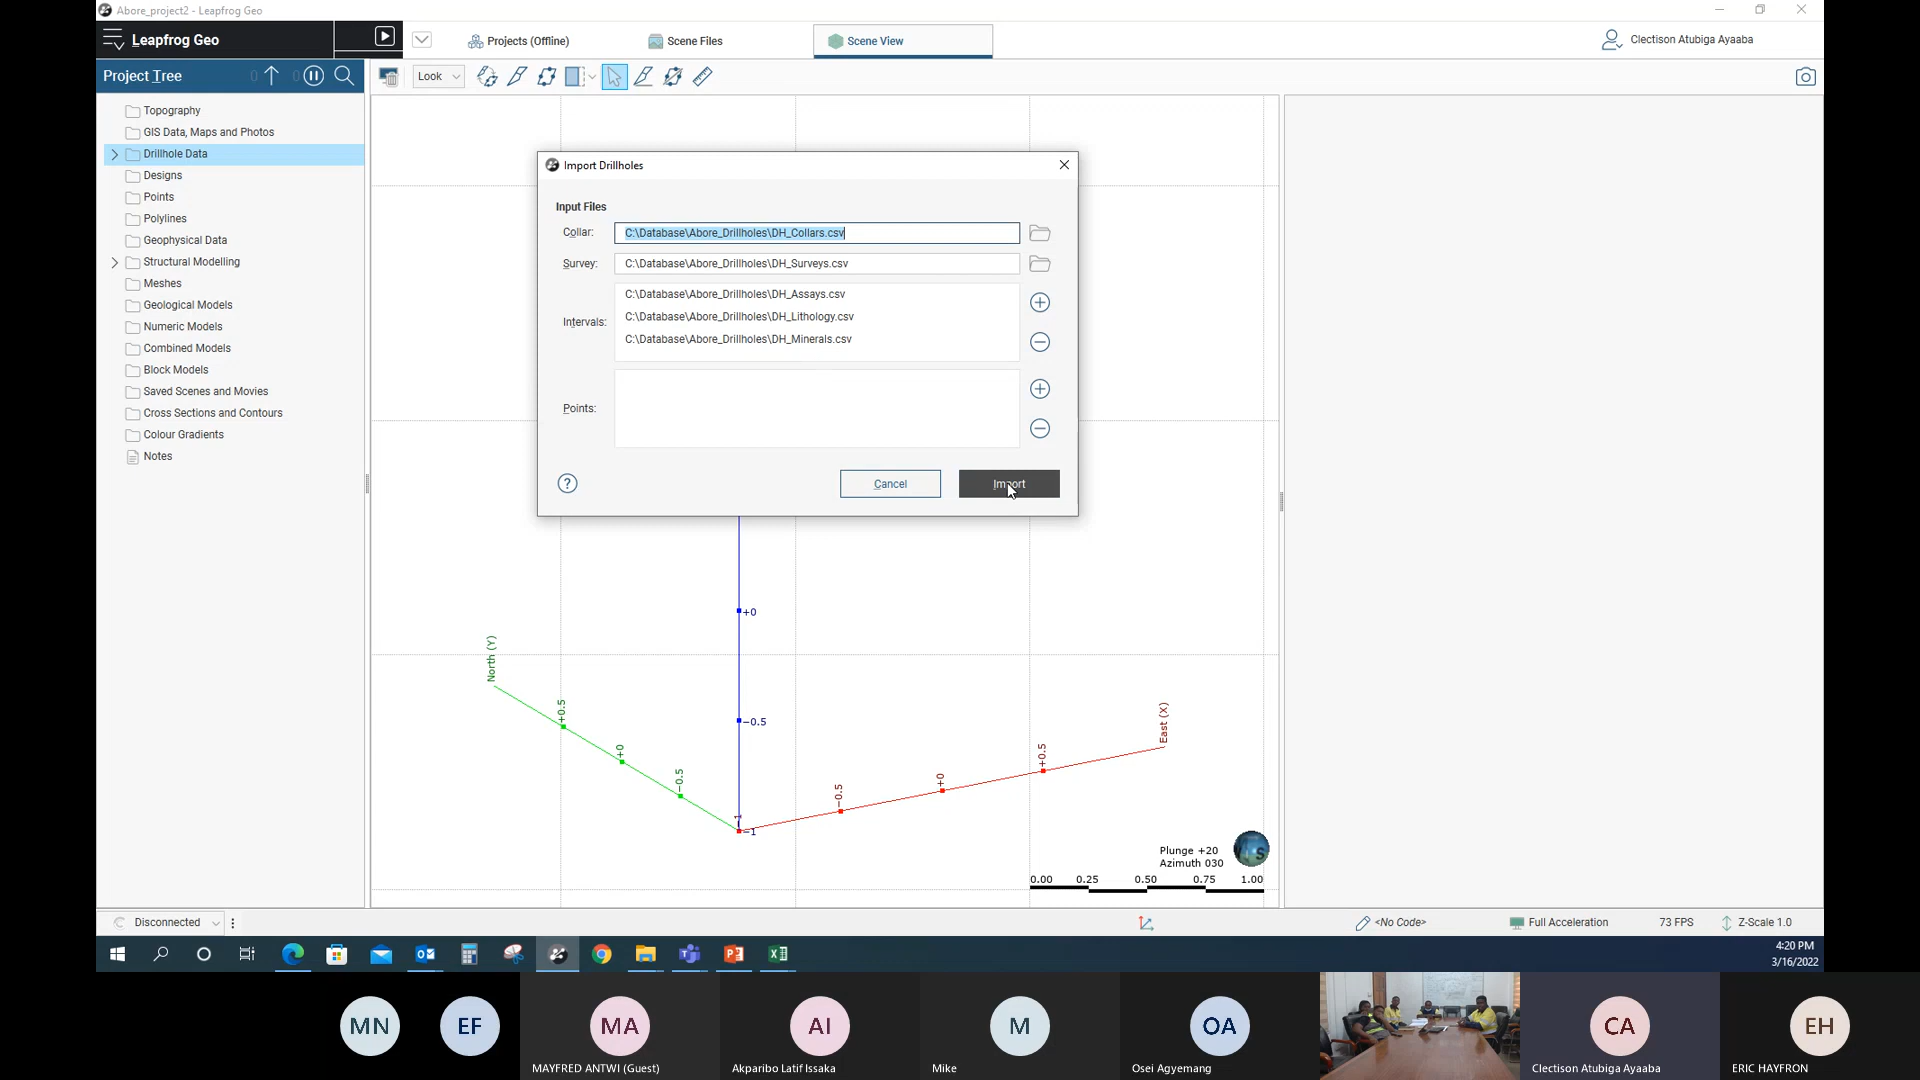 Abore_project2 - Leapfrog Geo
Leapfrog Geo
Projects (Offline)
Scene Files
Scene View
Clectison Atubiga Ayaaba
Project Tree
0
0
Look
Topography
GIS Data, Maps and Photos
Drillhole Data
Designs
Points
Polylines
Geophysical Data
Structural Modelling
Meshes
Geological Models
Numeric Models
Combined Models
Block Models
Saved Scenes and Movies
Cross Sections and Contours
Colour Gradients
Notes
Import Drillholes
Input Files
Collar:
C:\Database\Abore_Drillholes\DH_Collars.csv
Survey:
C:\Database\Abore_Drillholes\DH_Surveys.csv
Intervals:
C:\Database\Abore_Drillholes\DH_Assays.csv
C:\Database\Abore_Drillholes\DH_Lithology.csv
C:\Database\Abore_Drillholes\DH_Minerals.csv
Points:
?
Cancel
Import
+0
−0.5
−1
North (Y)
+0.5
+0
−0.5
−1
−0.5
+0
+0.5
East (X)
Plunge +20
Azimuth 030
0.00 0.25 0.50 0.75 1.00
Disconnected
<No Code>
Full Acceleration
73 FPS
Z-Scale 1.0
4:20 PM
3/16/2022
MN
EF
MA
MAYFRED ANTWI (Guest)
AI
Akparibo Latif Issaka
M
Mike
OA
Osei Agyemang
CA
Clectison Atubiga Ayaaba
EH
ERIC HAYFRON